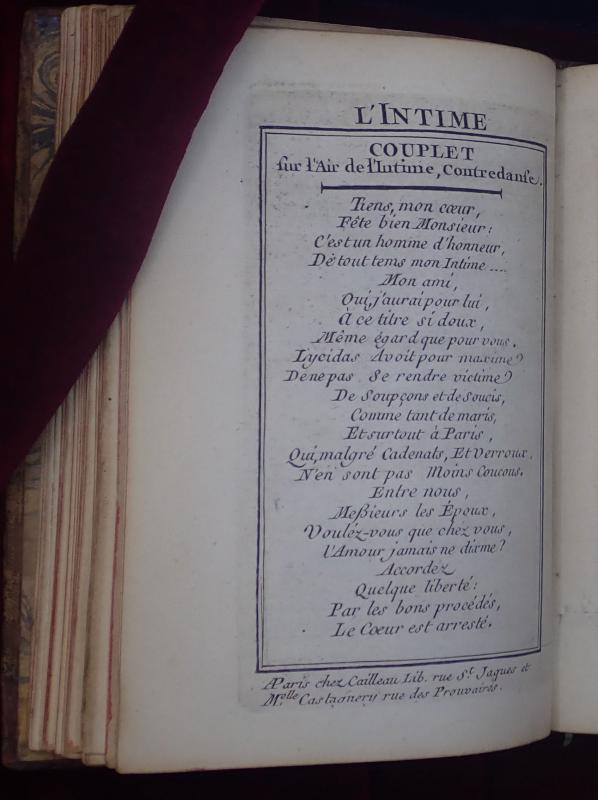 L'INTIME
COUPLET
sur l'Air de l'Intime, Contredanse.
Tiens, mon cœur,
Fête bien Monsieur:
C'est un homme d'honneur,
De tout tems mon Intime ....
Mon ami,
Oui, j'aurai pour lui,
à ce titre si doux,
Même égard que pour vous.
Lycidas Avoit pour maxime
De ne pas Se rendre victime
De Soupçons et de Soucis,
Comme tant de maris,
Et surtout à Paris,
Qui, malgré Cadenats, Et Verroux,
N'en sont pas Moins Coucous.
Entre nous,
Meßieurs les Époux,
Vouléz-vous que chez vous,
l'Amour jamais ne dixme?
Accordez
Quelque liberté:
Par les bons procédés,
Le Cœur est arresté.
A Paris chez Cailleau Lib. rue St. Jaques et
Melle Castagnery rue des Prouvaires.